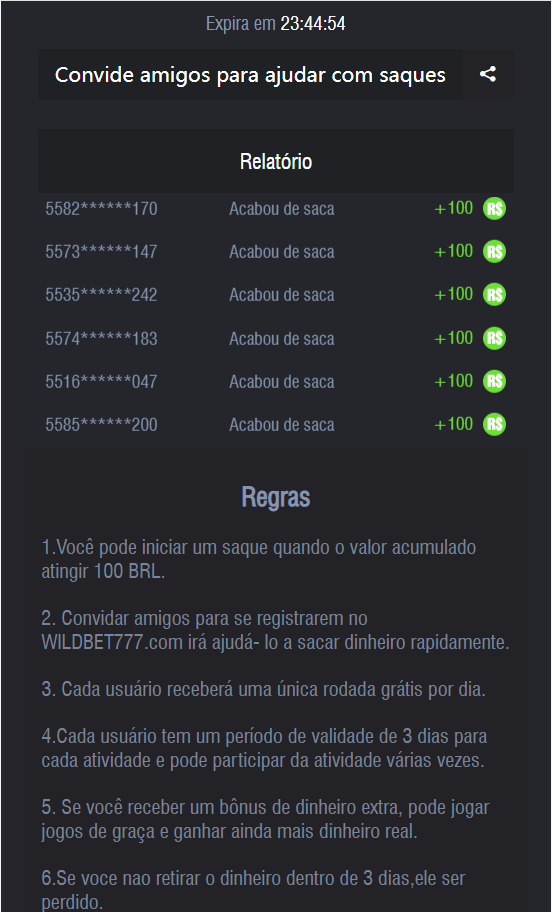 Expira em 23:44:54
Convide amigos para ajudar com saques
Relatório
5582******170 Acabou de saca +100 R$
5573******147 Acabou de saca +100 R$
5535******242 Acabou de saca +100 R$
5574******183 Acabou de saca +100 R$
5516******047 Acabou de saca +100 R$
5585******200 Acabou de saca +100 R$
Regras
1.Você pode iniciar um saque quando o valor acumulado
atingir 100 BRL.
2. Convidar amigos para se registrarem no
WILDBET777.com irá ajudá- lo a sacar dinheiro rapidamente.
3. Cada usuário receberá uma única rodada grátis por dia.
4.Cada usuário tem um período de validade de 3 dias para
cada atividade e pode participar da atividade várias vezes.
5. Se você receber um bônus de dinheiro extra, pode jogar
jogos de graça e ganhar ainda mais dinheiro real.
6.Se voce nao retirar o dinheiro dentro de 3 dias,ele ser
perdido.